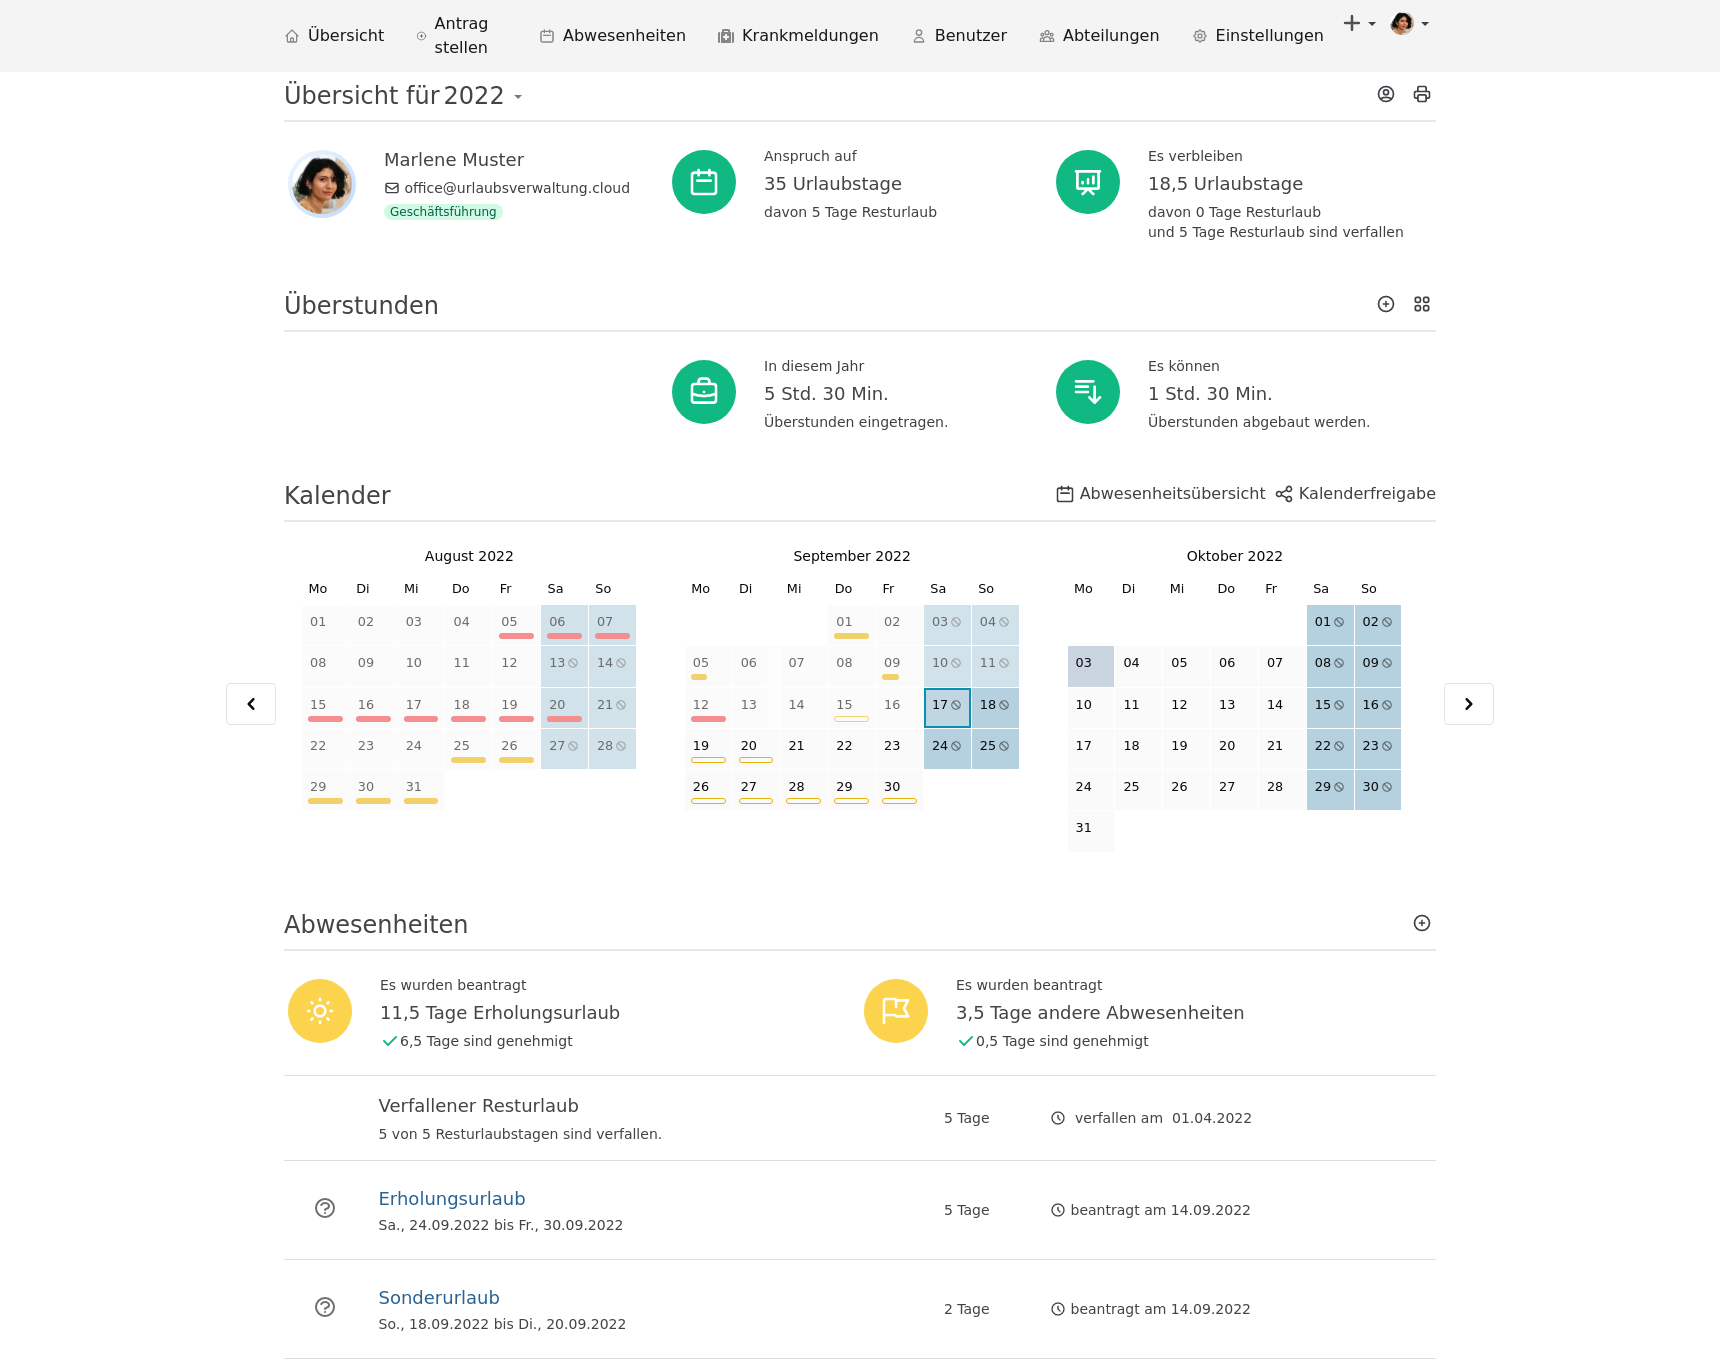 Übersicht
Antrag stellen
Abwesenheiten
Krankmeldungen
Benutzer
Abteilungen
Einstellungen
Übersicht für 2022
Marlene Muster
office@urlaubsverwaltung.cloud
Geschäftsführung
Anspruch auf
35 Urlaubstage
davon 5 Tage Resturlaub
Es verbleiben
18,5 Urlaubstage
davon 0 Tage Resturlaub
und 5 Tage Resturlaub sind verfallen
Überstunden
In diesem Jahr
5 Std. 30 Min.
Überstunden eingetragen.
Es können
1 Std. 30 Min.
Überstunden abgebaut werden.
Kalender
Abwesenheitsübersicht
Kalenderfreigabe
August 2022
Mo Di Mi Do Fr Sa So
01 02 03 04 05 06 07
08 09 10 11 12 13 14
15 16 17 18 19 20 21
22 23 24 25 26 27 28
29 30 31
September 2022
Mo Di Mi Do Fr Sa So
01 02 03 04
05 06 07 08 09 10 11
12 13 14 15 16 17 18
19 20 21 22 23 24 25
26 27 28 29 30
Oktober 2022
Mo Di Mi Do Fr Sa So
01 02
03 04 05 06 07 08 09
10 11 12 13 14 15 16
17 18 19 20 21 22 23
24 25 26 27 28 29 30
31
Abwesenheiten
Es wurden beantragt
11,5 Tage Erholungsurlaub
6,5 Tage sind genehmigt
Es wurden beantragt
3,5 Tage andere Abwesenheiten
0,5 Tage sind genehmigt
Verfallener Resturlaub
5 von 5 Resturlaubstagen sind verfallen.
5 Tage
verfallen am 01.04.2022
Erholungsurlaub
Sa., 24.09.2022 bis Fr., 30.09.2022
5 Tage
beantragt am 14.09.2022
Sonderurlaub
So., 18.09.2022 bis Di., 20.09.2022
2 Tage
beantragt am 14.09.2022